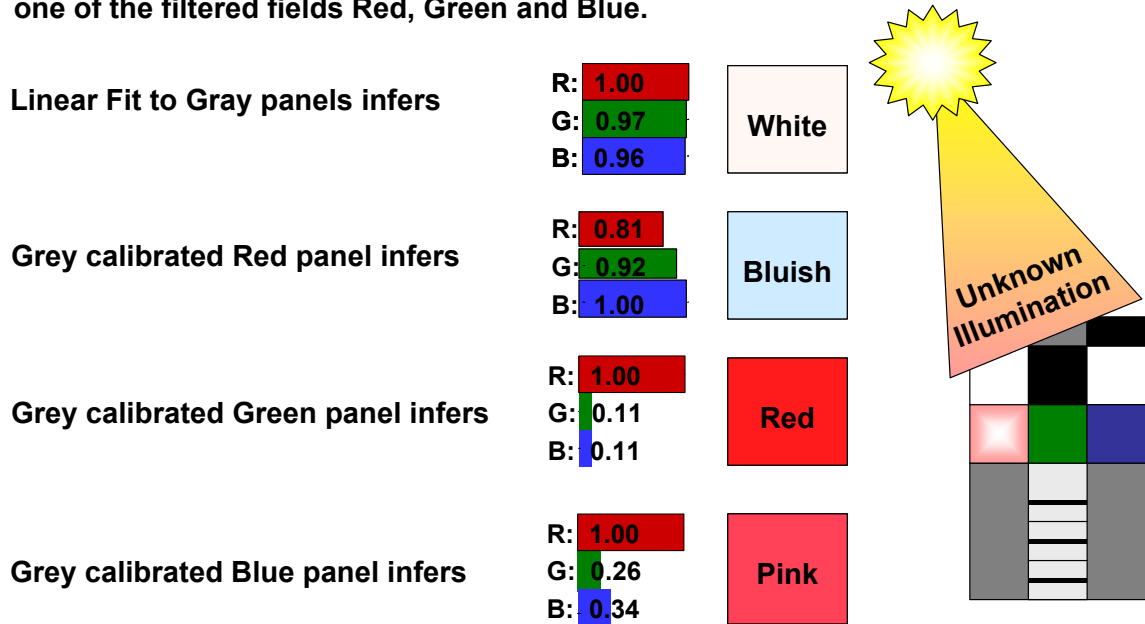 one of the filtered fields Red, Green and Blue.
Linear Fit to Gray panels infers
R: 1.00
G: 0.97
B: 0.96
White
Grey calibrated Red panel infers
R: 0.81
G: 0.92
B: 1.00
Bluish
Grey calibrated Green panel infers
R: 1.00
G: 0.11
B: 0.11
Red
Grey calibrated Blue panel infers
R: 1.00
G: 0.26
B: 0.34
Pink
Unknown
Illumination